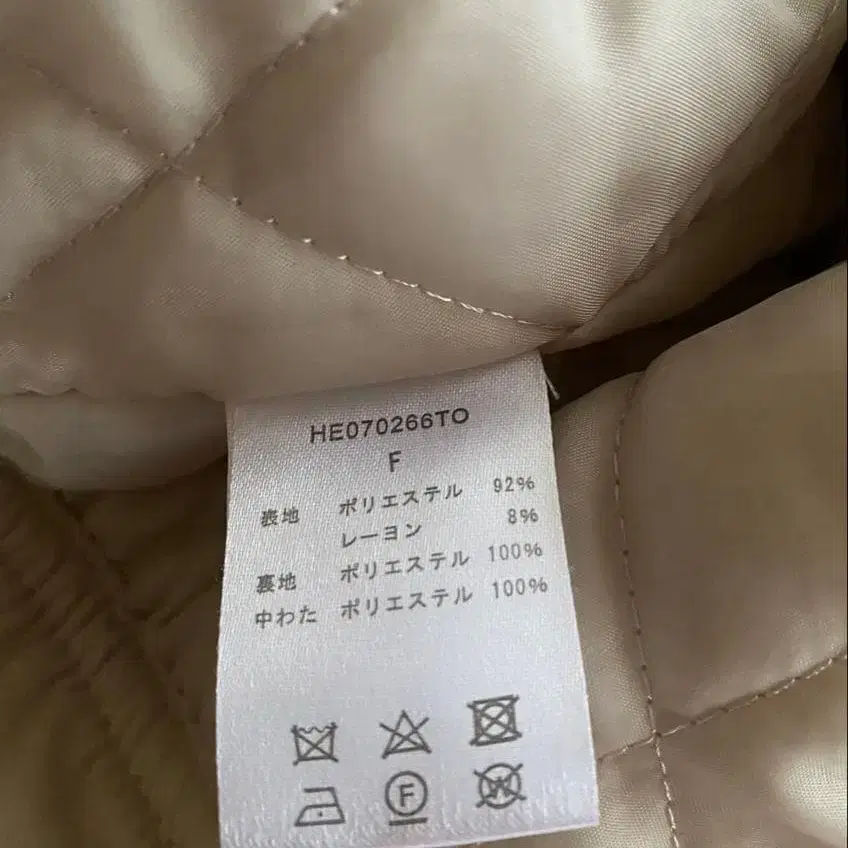 HE070266TO
F
表地 ポリエステル 92%
レーヨン 8%
裏地 ポリエステル 100%
中わた ポリエステル 100%
F
W